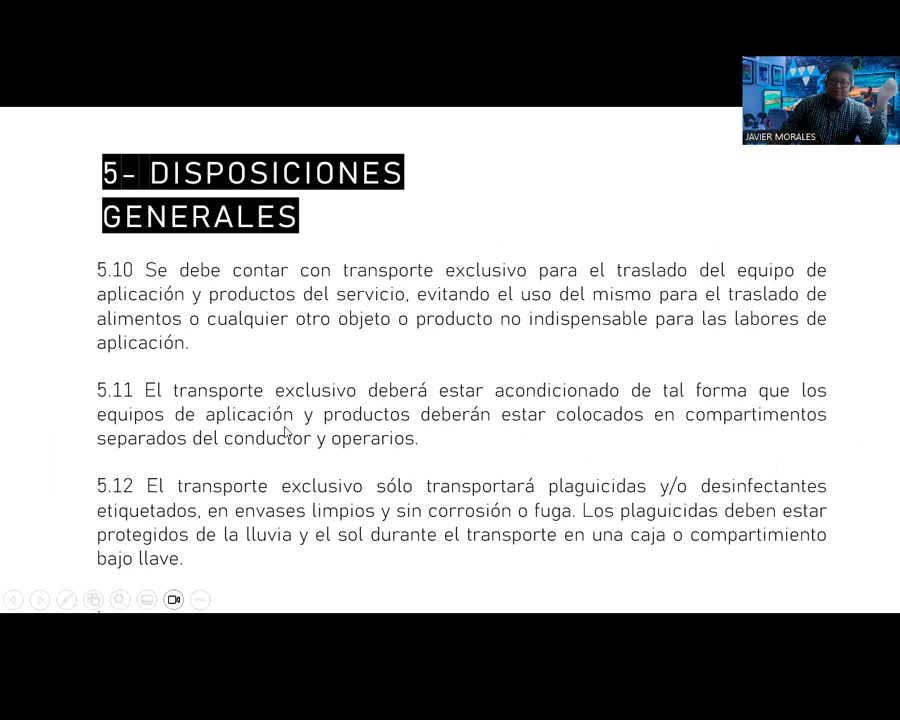 JAVIER MORALES
5- DISPOSICIONES
GENERALES
5.10 Se debe contar con transporte exclusivo para el traslado del equipo de
aplicación y productos del servicio, evitando el uso del mismo para el traslado de
alimentos o cualquier otro objeto o producto no indispensable para las labores de
aplicación.
5.11 El transporte exclusivo deberá estar acondicionado de tal forma que los
equipos de aplicación y productos deberán estar colocados en compartimentos
separados del conductor y operarios.
5.12 El transporte exclusivo sólo transportará plaguicidas y/o desinfectantes
etiquetados, en envases limpios y sin corrosión o fuga. Los plaguicidas deben estar
protegidos de la lluvia y el sol durante el transporte en una caja o compartimiento
bajo llave.